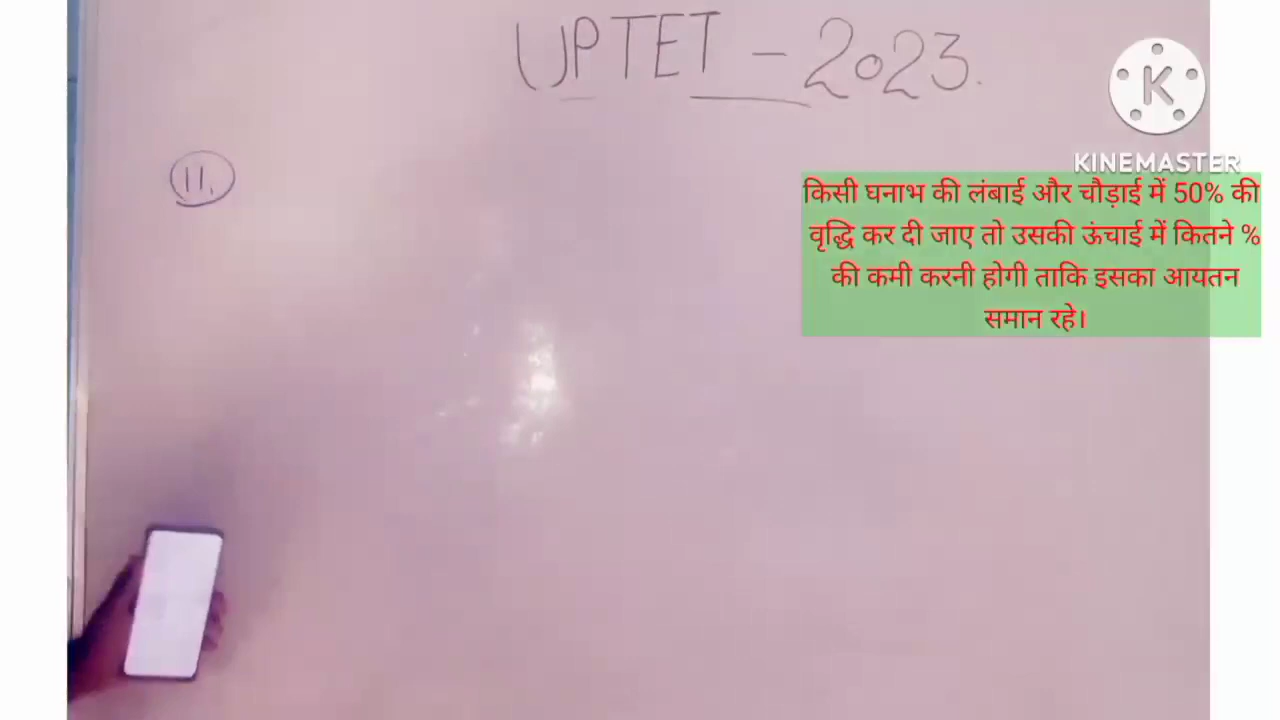 UPTET - 2023.
11.
K
KINEMASTER
किसी घनाभ की लंबाई और चौड़ाई में 50% की
वृद्धि कर दी जाए तो उसकी ऊंचाई में कितने %
की कमी करनी होगी ताकि इसका आयतन
समान रहे।